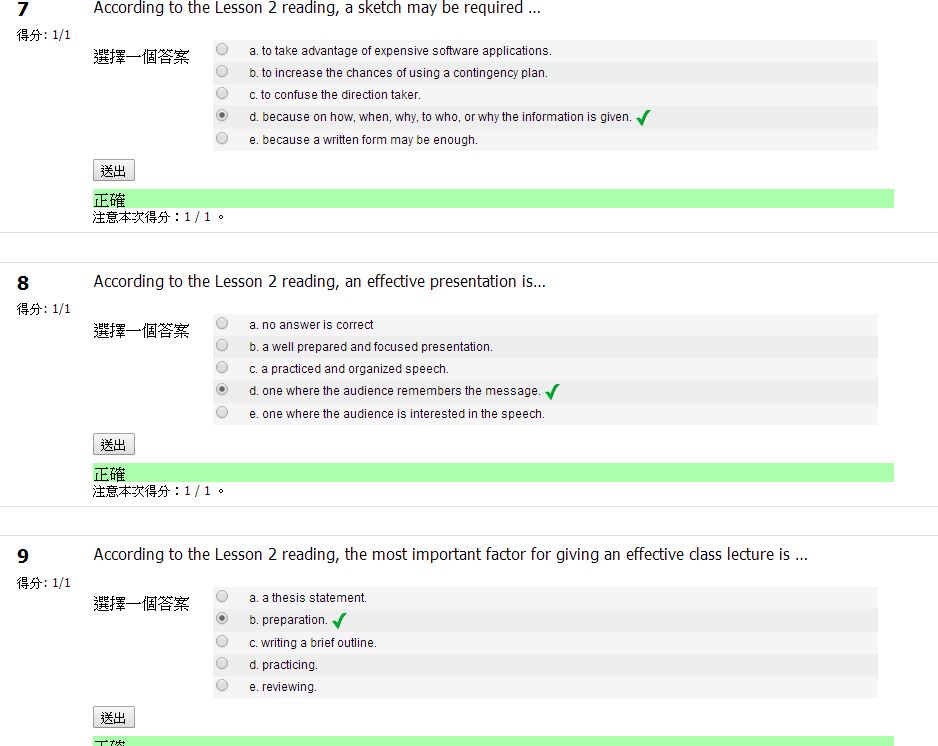 7
According to the Lesson 2 reading, a sketch may be required ...
得分: 1/1
選擇一個答案
a. to take advantage of expensive software applications.
b. to increase the chances of using a contingency plan.
c. to confuse the direction taker.
d. because on how, when, why, to who, or why the information is given.
e. because a written form may be enough.
送出
正確
注意本次得分：1 / 1 。
8
According to the Lesson 2 reading, an effective presentation is...
得分: 1/1
選擇一個答案
a. no answer is correct
b. a well prepared and focused presentation.
c. a practiced and organized speech.
d. one where the audience remembers the message.
e. one where the audience is interested in the speech.
送出
正確
注意本次得分：1 / 1 。
9
According to the Lesson 2 reading, the most important factor for giving an effective class lecture is ...
得分: 1/1
選擇一個答案
a. a thesis statement.
b. preparation.
c. writing a brief outline.
d. practicing.
e. reviewing.
送出
正確